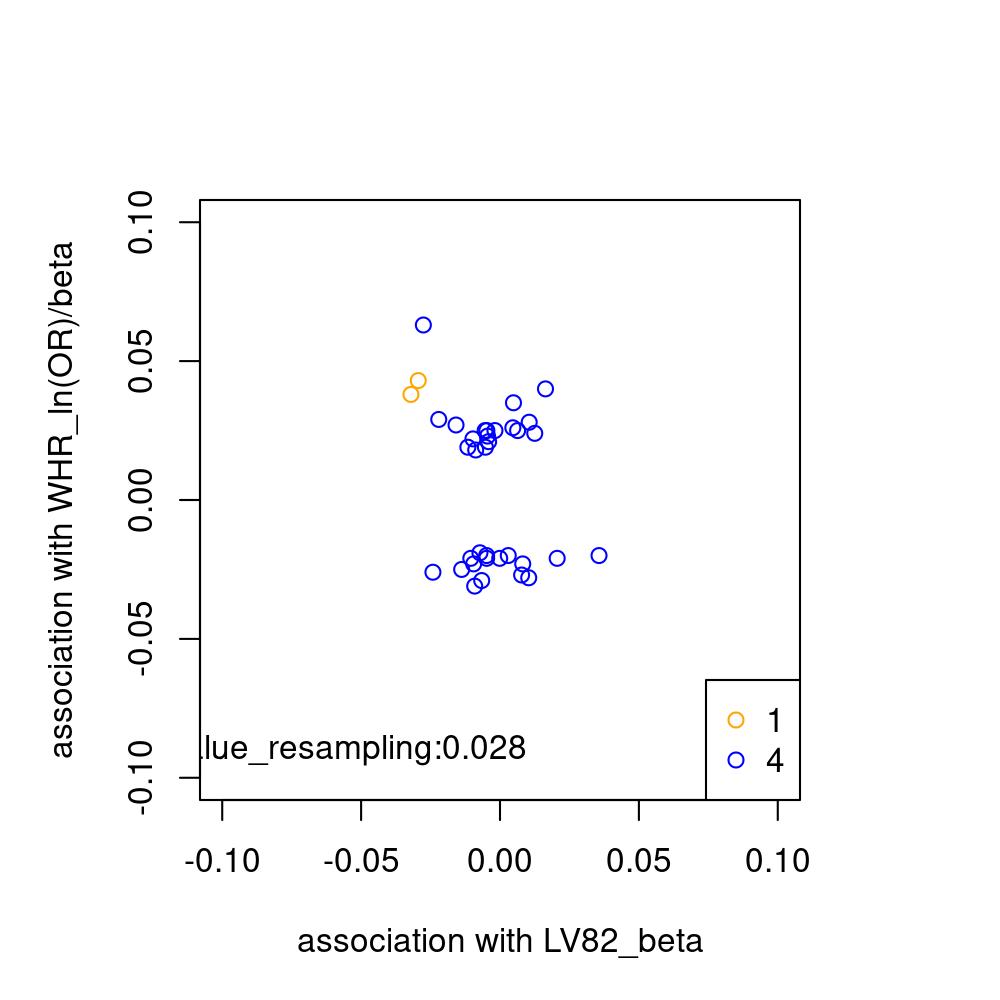 association with WHR_ln(OR)/beta
0.10
0.05
0.00
-0.05
-0.10
lue_resampling:0.028
1
4
-0.10 -0.05 0.00 0.05 0.10
association with LV82_beta